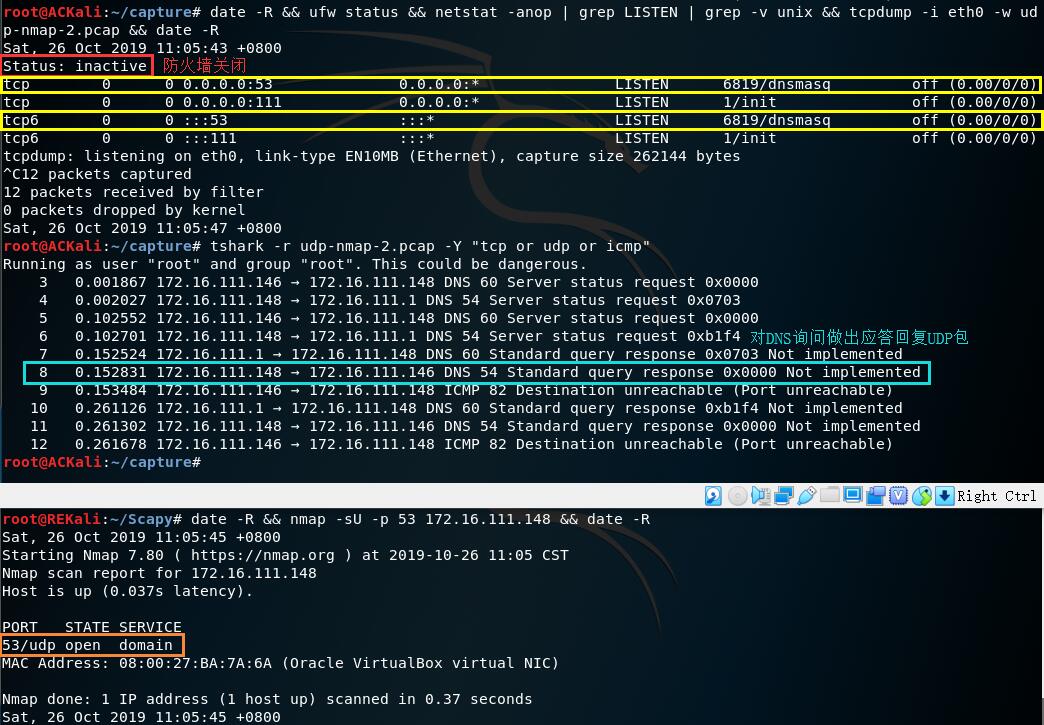 root@ACKali:~/capture# date -R && ufw status && netstat -anop | grep LISTEN | grep -v unix && tcpdump -i eth0 -w ud
p-nmap-2.pcap && date -R
Sat, 26 Oct 2019 11:05:43 +0800
Status: inactive 防火墙关闭
tcp 0 0 0.0.0.0:53 0.0.0.0:* LISTEN 6819/dnsmasq off (0.00/0/0)
tcp 0 0 0.0.0.0:111 0.0.0.0:* LISTEN 1/init off (0.00/0/0)
tcp6 0 0 :::53 :::* LISTEN 6819/dnsmasq off (0.00/0/0)
tcp6 0 0 :::111 :::* LISTEN 1/init off (0.00/0/0)
tcpdump: listening on eth0, link-type EN10MB (Ethernet), capture size 262144 bytes
^C12 packets captured
12 packets received by filter
0 packets dropped by kernel
Sat, 26 Oct 2019 11:05:47 +0800
root@ACKali:~/capture# tshark -r udp-nmap-2.pcap -Y "tcp or udp or icmp"
Running as user "root" and group "root". This could be dangerous.
3 0.001867 172.16.111.146 → 172.16.111.148 DNS 60 Server status request 0x0000
4 0.002027 172.16.111.148 → 172.16.111.1 DNS 54 Server status request 0x0703
5 0.102552 172.16.111.146 → 172.16.111.148 DNS 60 Server status request 0x0000
6 0.102701 172.16.111.148 → 172.16.111.1 DNS 54 Server status request 0xb1f4 对DNS询问做出应答回复UDP包
7 0.152524 172.16.111.1 → 172.16.111.148 DNS 60 Standard query response 0x0703 Not implemented
8 0.152831 172.16.111.148 → 172.16.111.146 DNS 54 Standard query response 0x0000 Not implemented
9 0.153484 172.16.111.146 → 172.16.111.148 ICMP 82 Destination unreachable (Port unreachable)
10 0.261126 172.16.111.1 → 172.16.111.148 DNS 60 Standard query response 0xb1f4 Not implemented
11 0.261302 172.16.111.148 → 172.16.111.146 DNS 54 Standard query response 0x0000 Not implemented
12 0.261678 172.16.111.146 → 172.16.111.148 ICMP 82 Destination unreachable (Port unreachable)
root@ACKali:~/capture#
Right Ctrl
root@REKali:~/Scapy# date -R && nmap -sU -p 53 172.16.111.148 && date -R
Sat, 26 Oct 2019 11:05:45 +0800
Starting Nmap 7.80 ( https://nmap.org ) at 2019-10-26 11:05 CST
Nmap scan report for 172.16.111.148
Host is up (0.037s latency).
PORT STATE SERVICE
53/udp open domain
MAC Address: 08:00:27:BA:7A:6A (Oracle VirtualBox virtual NIC)
Nmap done: 1 IP address (1 host up) scanned in 0.37 seconds
Sat, 26 Oct 2019 11:05:45 +0800